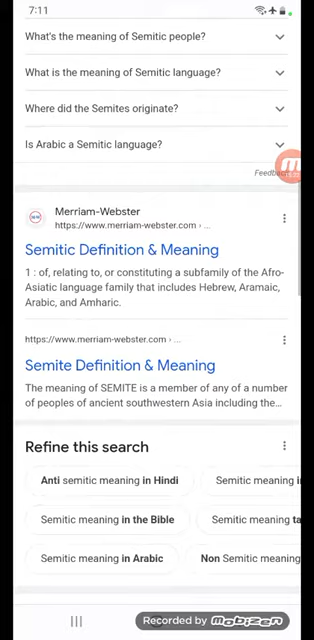 7:11
What's the meaning of Semitic people?
What is the meaning of Semitic language?
Where did the Semites originate?
Is Arabic a Semitic language?
Feedback
Merriam-Webster
https://www.merriam-webster.com › ...
Semitic Definition & Meaning
1 : of, relating to, or constituting a subfamily of the Afro-
Asiatic language family that includes Hebrew, Aramaic,
Arabic, and Amharic.
https://www.merriam-webster.com › ...
Semite Definition & Meaning
The meaning of SEMITE is a member of any of a number
of peoples of ancient southwestern Asia including the...
Refine this search
Anti semitic meaning in Hindi
Semitic meaning
Semitic meaning in the Bible
Semitic meaning ta
Semitic meaning in Arabic
Non Semitic meaning
Recorded by mobizen